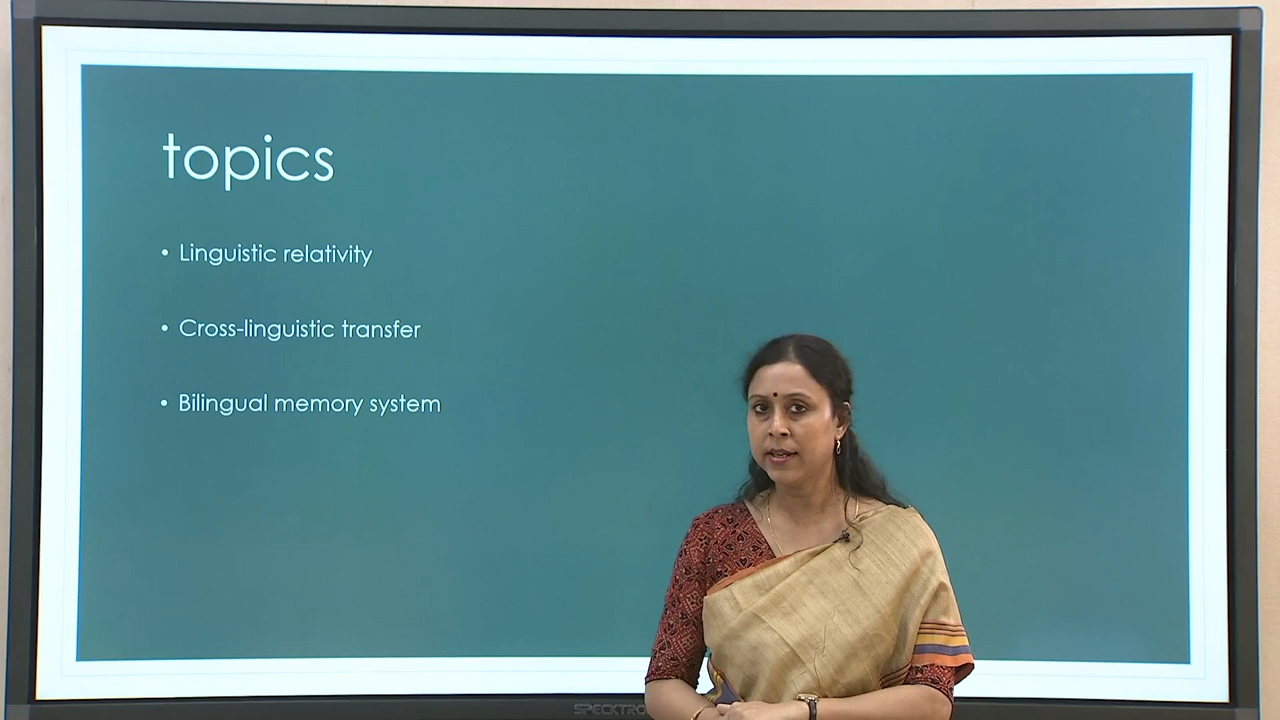 topics
• Linguistic relativity
• Cross-linguistic transfer
• Bilingual memory system